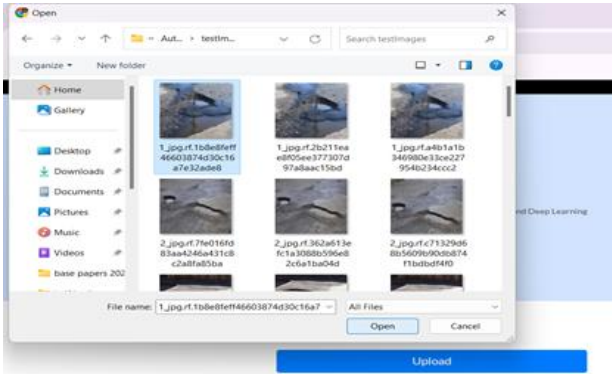 Open
Aut... › testIm...
Search testImages
Organize
New folder
Home
Gallery
Desktop
Downloads
Documents
Pictures
Music
Videos
base papers 202
1_jpg.rf.1b8e8feff
46603874d30c16
a7e32ade8
1_jpg.rf.2b211ea
e8f05ee377307d
97a8aac15bd
1_jpg.rf.a4b1a1b
346980e33ce227
954b234ccc2
2_jpg.rf.7fe016fd
83aa4246a431c8
c2a8fa85ba
2_jpg.rf.362a613e
fc1a3088b596e8
2c6a1ba04d
2_jpg.rf.c71329d6
8b5609b90db874
f1bdbdf4f0
nd Deep Learning
File name:
1_jpg.rf.1b8e8feff46603874d30c16a7
All Files
Open
Cancel
Upload